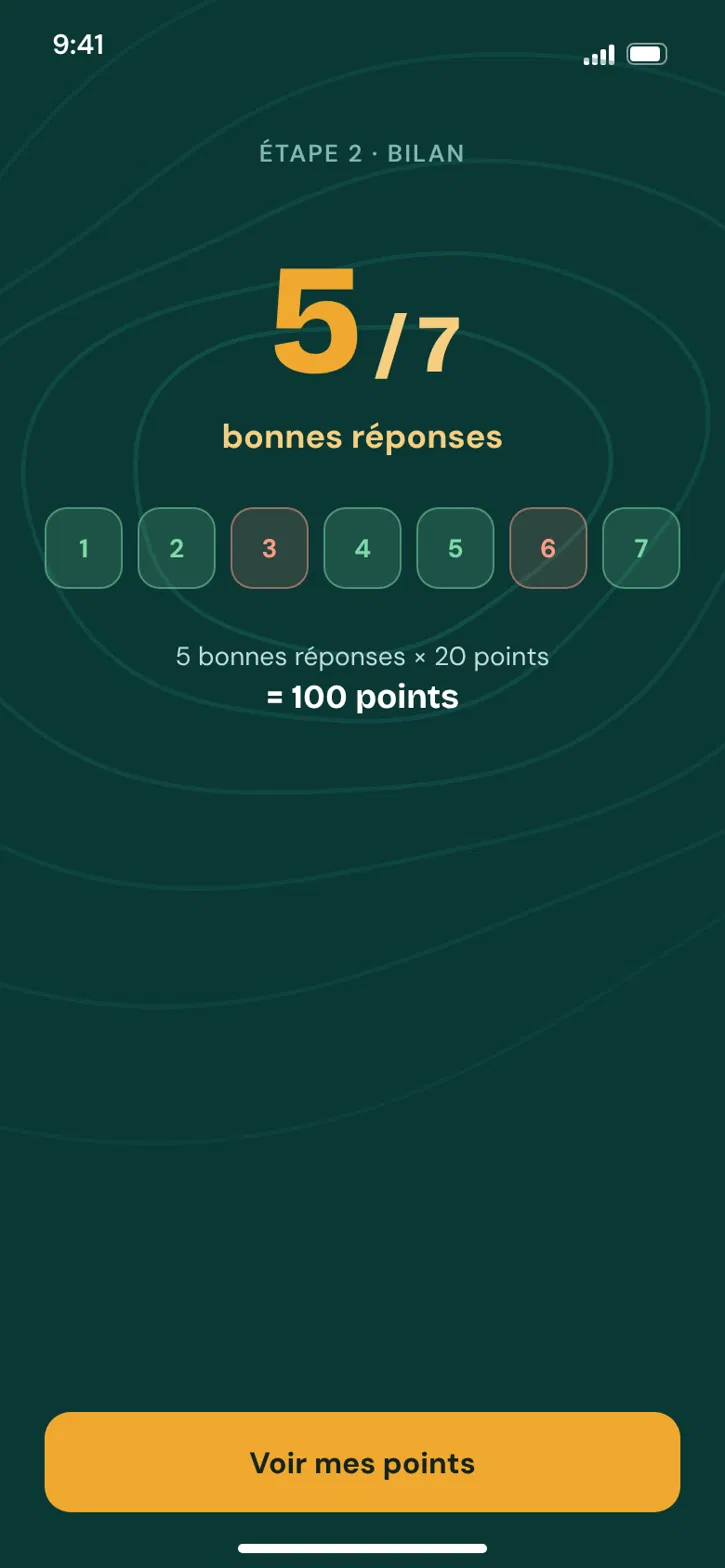 9:41
ÉTAPE 2 · BILAN
5 / 7
bonnes réponses
1 2 3 4 5 6 7
5 bonnes réponses × 20 points
= 100 points
Voir mes points